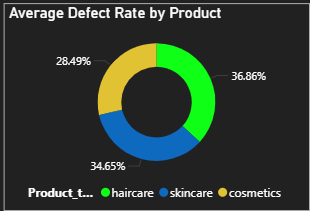 Average Defect Rate by Product
28.49%
36.86%
34.65%
Product_t... haircare skincare cosmetics